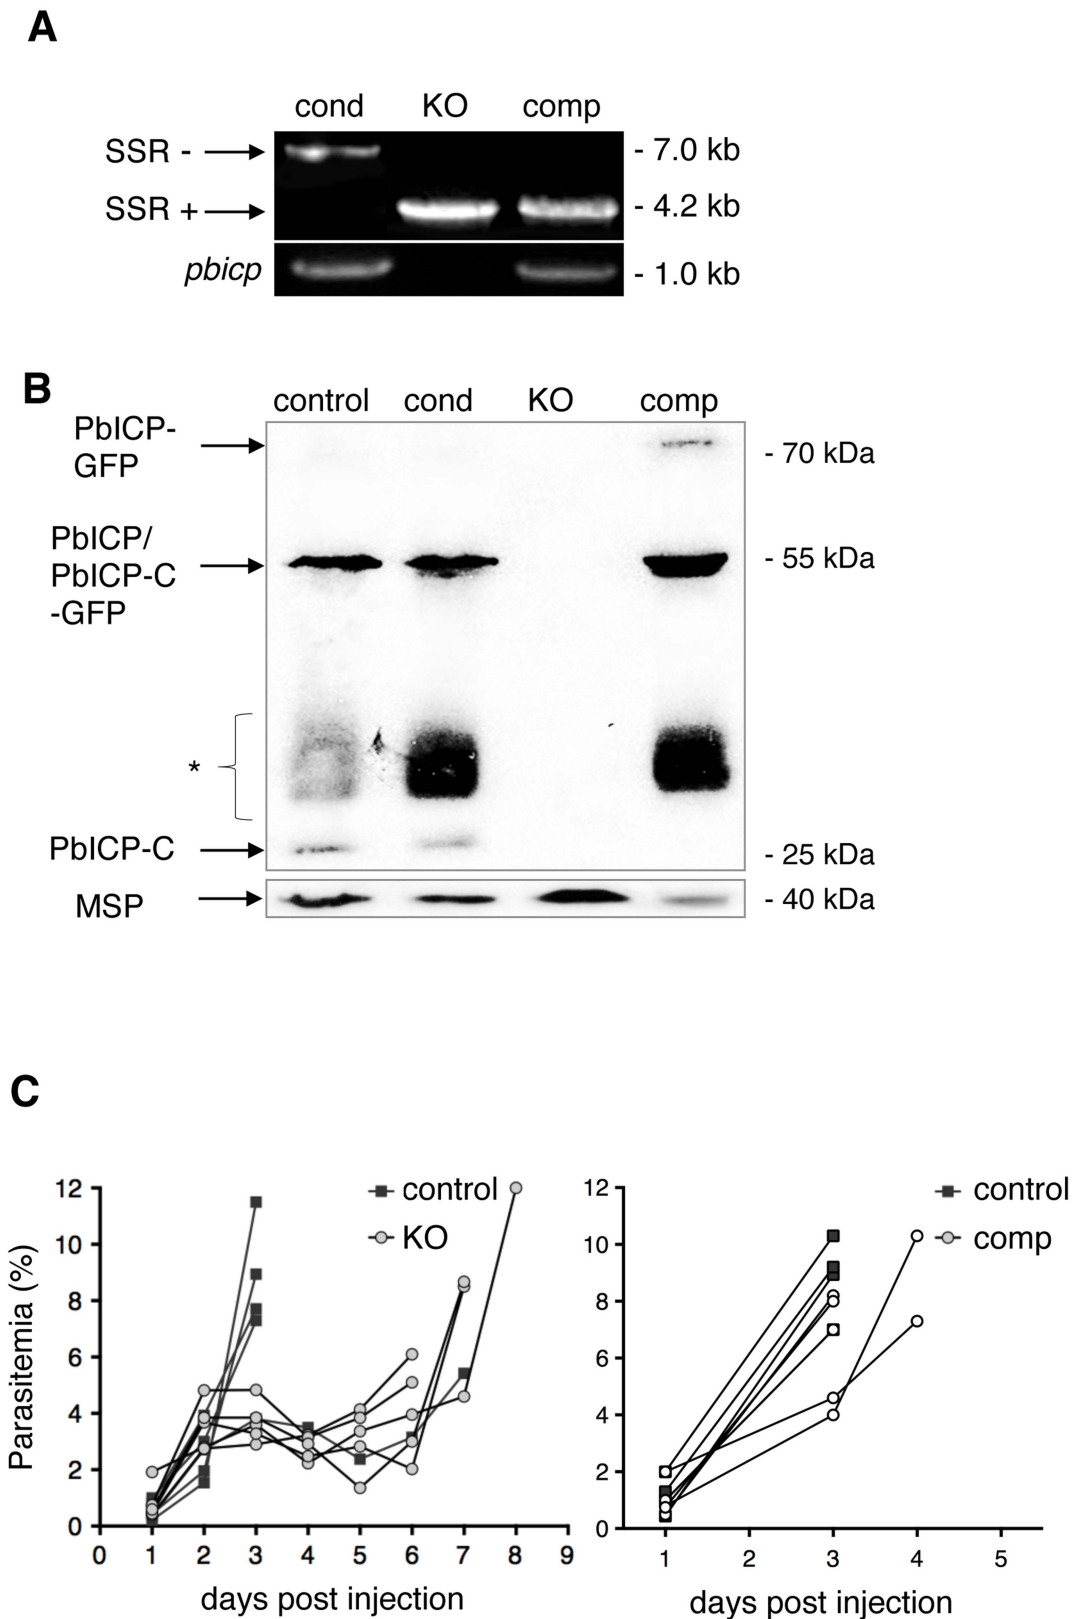 A
cond KO comp
SSR - - 7.0 kb
SSR + - 4.2 kb
pbicp - 1.0 kb
B
control cond KO comp
PbICP-
GFP
- 70 kDa
PbICP/
PbICP-C
-GFP
- 55 kDa
*
PbICP-C - 25 kDa
MSP - 40 kDa
C
Parasitemia (%)
12
10
8
6
4
2
0
0 1 2 3 4 5 6 7 8 9
days post injection
control
KO
12
10
8
6
4
2
0
1 2 3 4 5
days post injection
control
comp